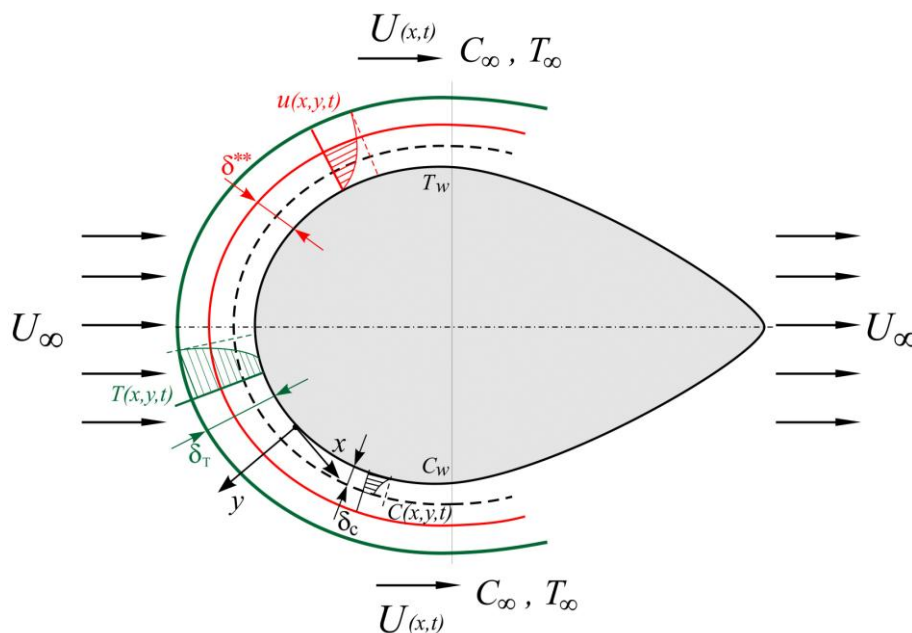 U(x,t)
C∞ , T∞
u(x,y,t)
δ**
Tw
U∞
U∞
T(x,y,t)
δT
x
Cw
y
δc
C(x,y,t)
C∞ , T∞
U(x,t)